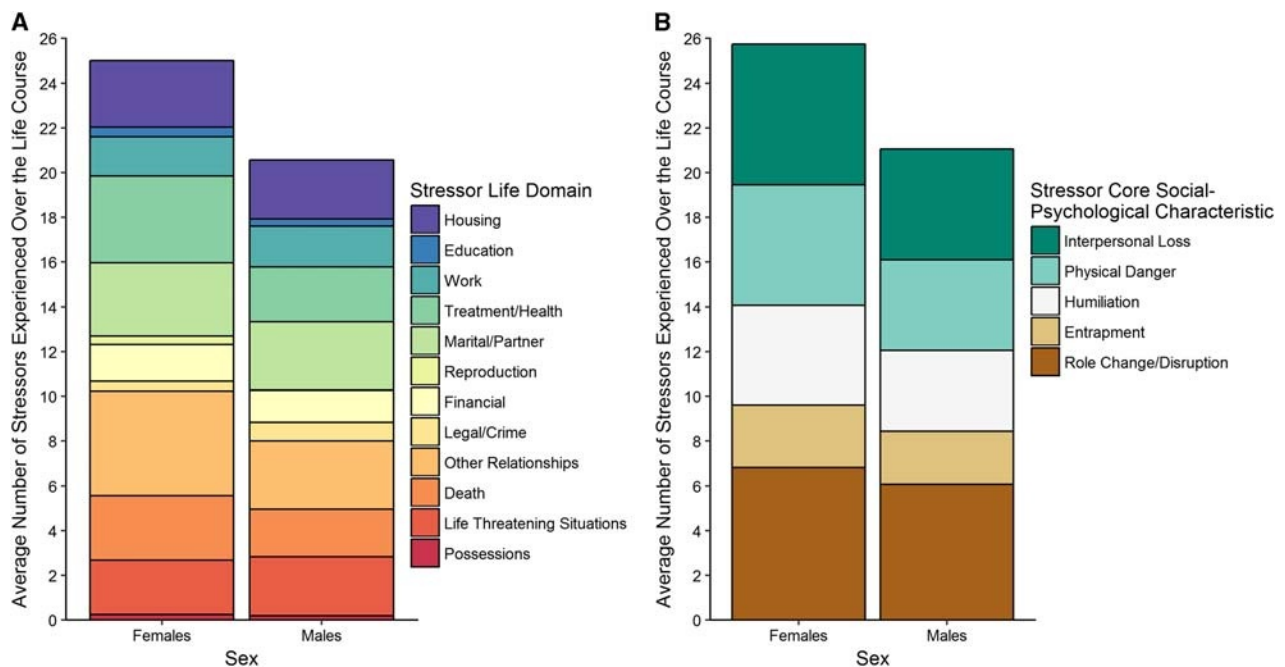 A
Average Number of Stressors Experienced Over the Life Course
26
24
22
20
18
16
14
12
10
8
6
4
2
0
Females
Males
Sex
Stressor Life Domain
Housing
Education
Work
Treatment/Health
Marital/Partner
Reproduction
Financial
Legal/Crime
Other Relationships
Death
Life Threatening Situations
Possessions
B
Average Number of Stressors Experienced Over the Life Course
26
24
22
20
18
16
14
12
10
8
6
4
2
0
Females
Males
Sex
Stressor Core Social-
Psychological Characteristic
Interpersonal Loss
Physical Danger
Humiliation
Entrapment
Role Change/Disruption